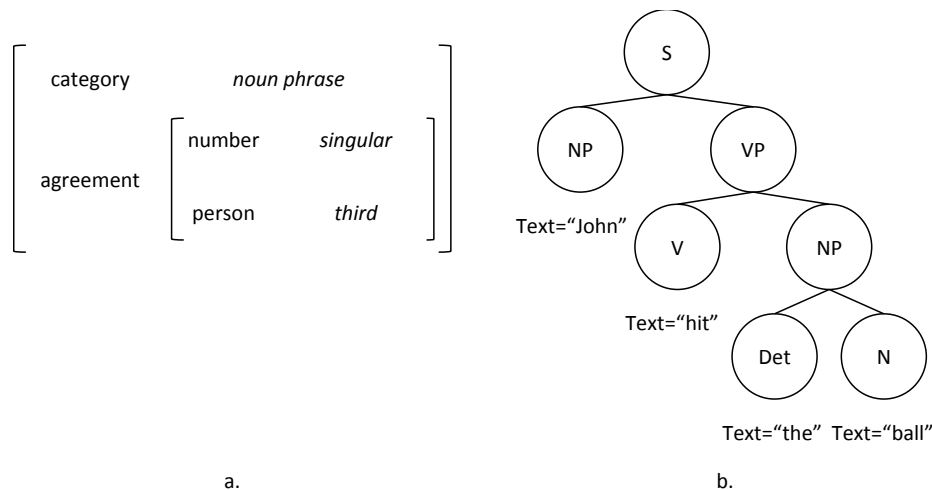 category noun phrase
number singular
agreement
person third
S
NP VP
Text=“John”
V NP
Text=“hit”
Det N
Text=“the” Text=“ball”
a. b.